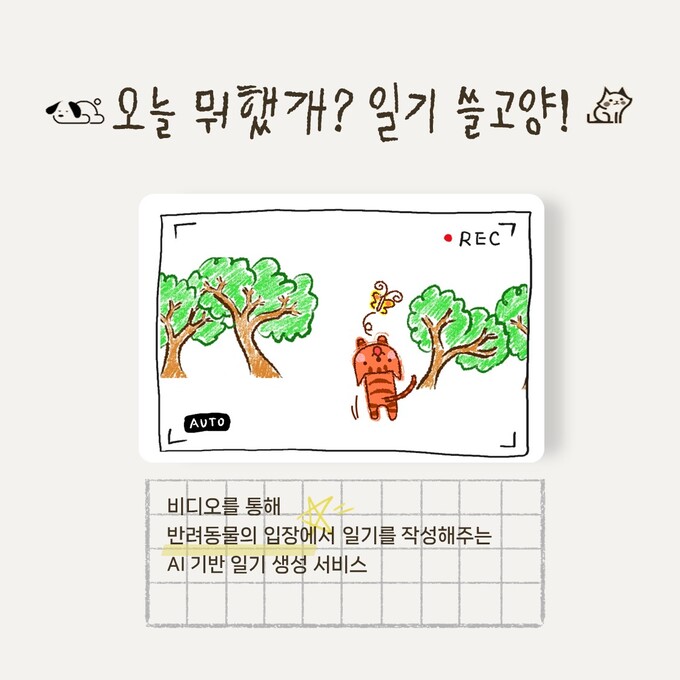 오늘 뭐했개? 일기 쓸고양!
REC
AUTO
비디오를 통해
반려동물의 입장에서 일기를 작성해주는
AI 기반 일기 생성 서비스